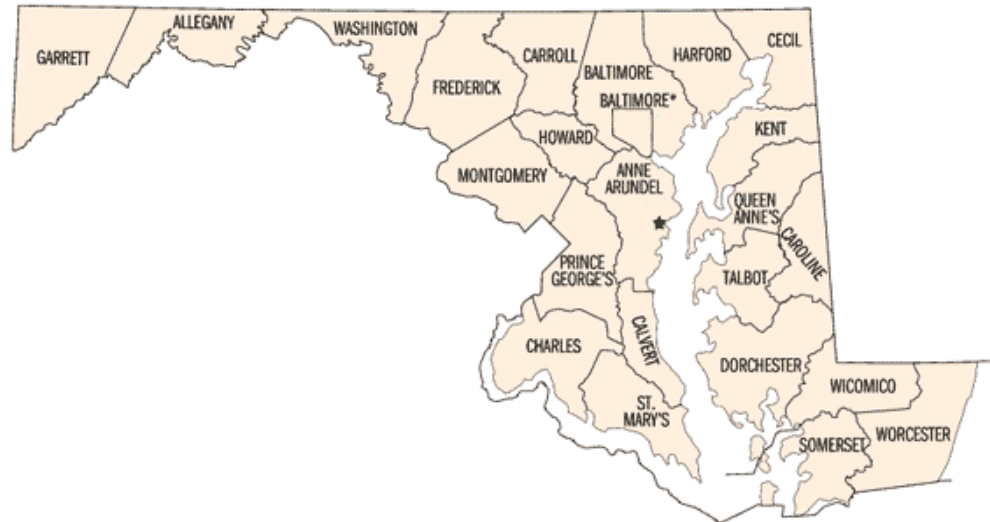 GARRETT
ALLEGANY
WASHINGTON
FREDERICK
CARROLL
BALTIMORE
BALTIMORE*
HARFORD
CECIL
KENT
HOWARD
MONTGOMERY
ANNE
ARUNDEL
QUEEN
ANNE'S
CAROLINE
PRINCE
GEORGE'S
TALBOT
CALVERT
CHARLES
DORCHESTER
ST.
MARY'S
WICOMICO
SOMERSET
WORCESTER